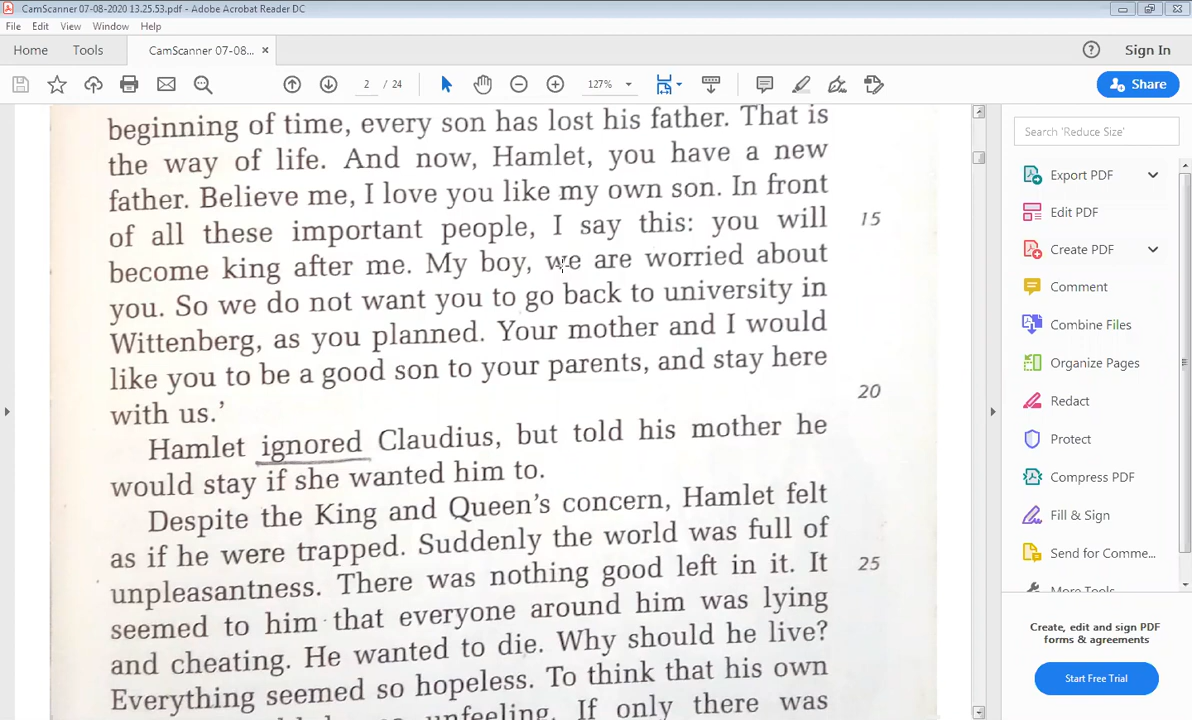 CamScanner 07-08-2020 13.25.53.pdf - Adobe Acrobat Reader DC
File Edit View Window Help
Home Tools CamScanner 07-08... × Sign In
2 / 24 127% Share
beginning of time, every son has lost his father. That is
the way of life. And now, Hamlet, you have a new
father. Believe me, I love you like my own son. In front
of all these important people, I say this: you will 15
become king after me. My boy, we are worried about
you. So we do not want you to go back to university in
Wittenberg, as you planned. Your mother and I would
like you to be a good son to your parents, and stay here
with us.' 20
Hamlet ignored Claudius, but told his mother he
would stay if she wanted him to.
Despite the King and Queen's concern, Hamlet felt
as if he were trapped. Suddenly the world was full of
unpleasantness. There was nothing good left in it. It 25
seemed to him that everyone around him was lying
and cheating. He wanted to die. Why should he live?
Everything seemed so hopeless. To think that his own
unfeeling. If only there was
Search 'Reduce Size'
Export PDF
Edit PDF
Create PDF
Comment
Combine Files
Organize Pages
Redact
Protect
Compress PDF
Fill & Sign
Send for Comme...
More Tools
Create, edit and sign PDF
forms & agreements
Start Free Trial